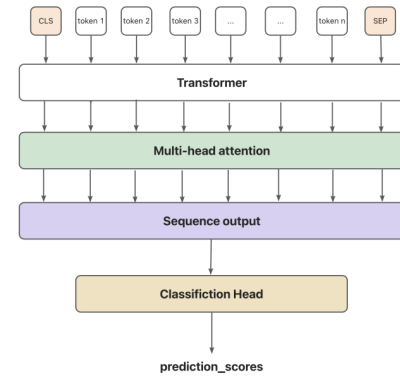 CLS token 1 token 2 token 3 ... ... token n SEP
Transformer
Multi-head attention
Sequence output
Classifiction Head
prediction_scores